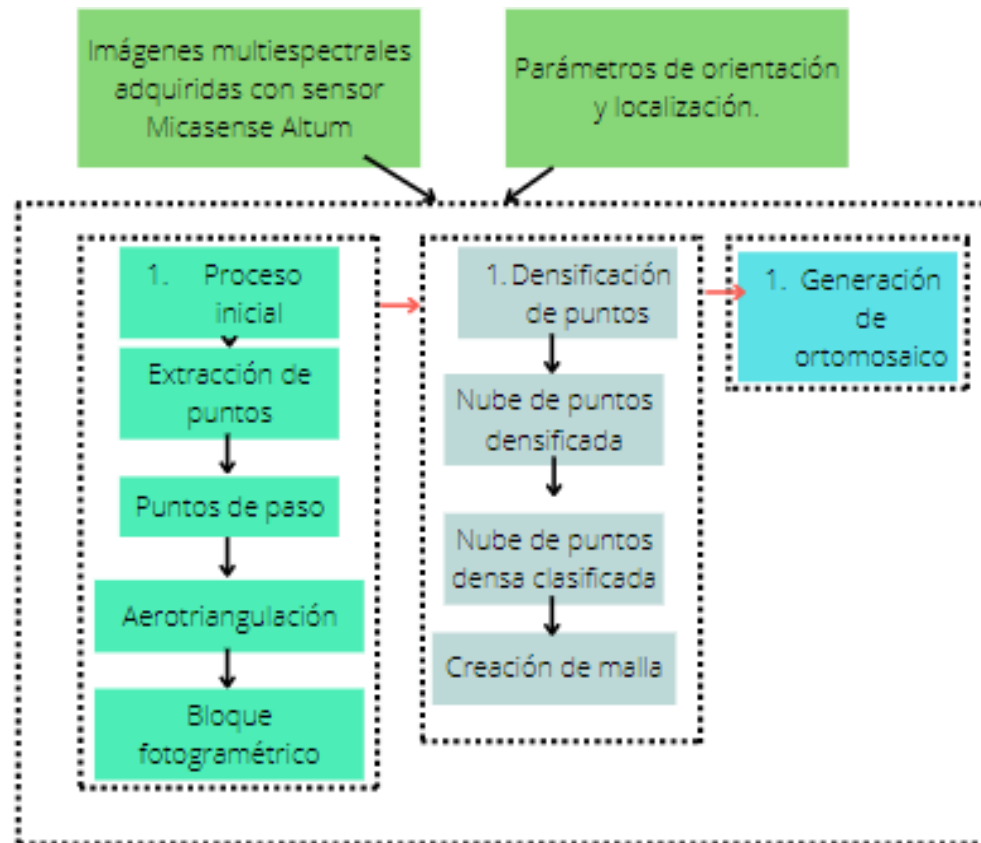 Imágenes multiespectrales
adquiridas con sensor
Micasense Altum
Parámetros de orientación
y localización.
1. Proceso
inicial
Extracción de
puntos
Puntos de paso
Aerotriangulación
Bloque
fotogramétrico
1. Densificación
de puntos
Nube de puntos
densificada
Nube de puntos
densa clasificada
Creación de malla
1. Generación
de
ortomosaico